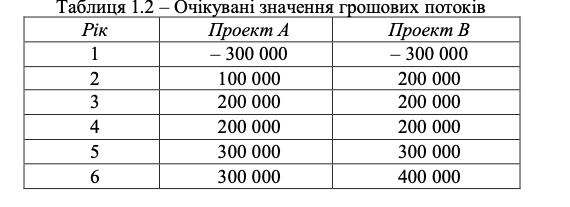 Таблиця 1.2 – Очікувані значення грошових потоків
Рік Проект А Проект В
1 – 300 000 – 300 000
2 100 000 200 000
3 200 000 200 000
4 200 000 200 000
5 300 000 300 000
6 300 000 400 000